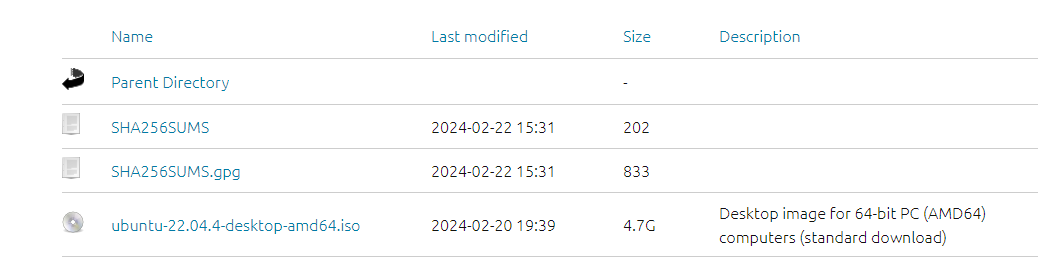 Name Last modified Size Description
Parent Directory -
SHA256SUMS 2024-02-22 15:31 202
SHA256SUMS.gpg 2024-02-22 15:31 833
ubuntu-22.04.4-desktop-amd64.iso 2024-02-20 19:39 4.7G Desktop image for 64-bit PC (AMD64)
computers (standard download)